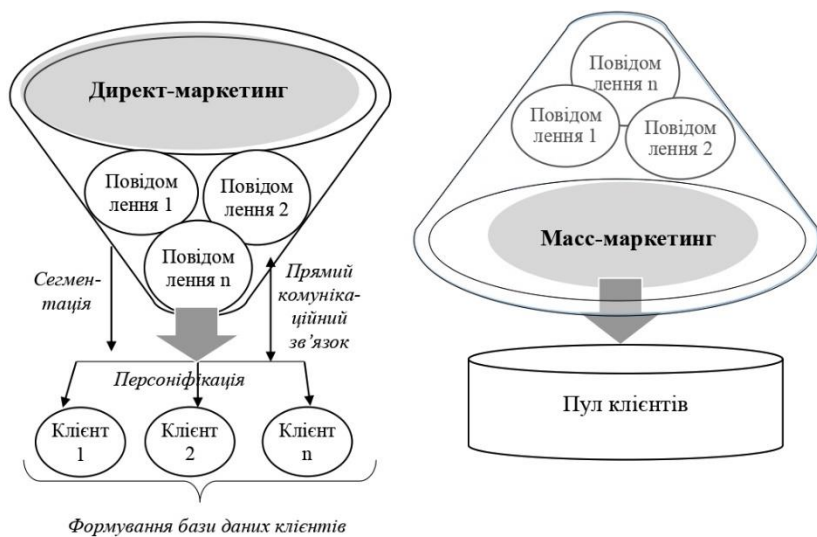 Директ-маркетинг
Повідом
лення 1
Повідом
лення 2
Повідом
лення n
Сегмен-
тація
Прямий
комуніка-
ційний
зв’язок
Персоніфікація
Клієнт
1
Клієнт
2
Клієнт
n
Формування бази даних клієнтів
Повідом
лення n
Повідом
лення 1
Повідом
лення 2
Масс-маркетинг
Пул клієнтів